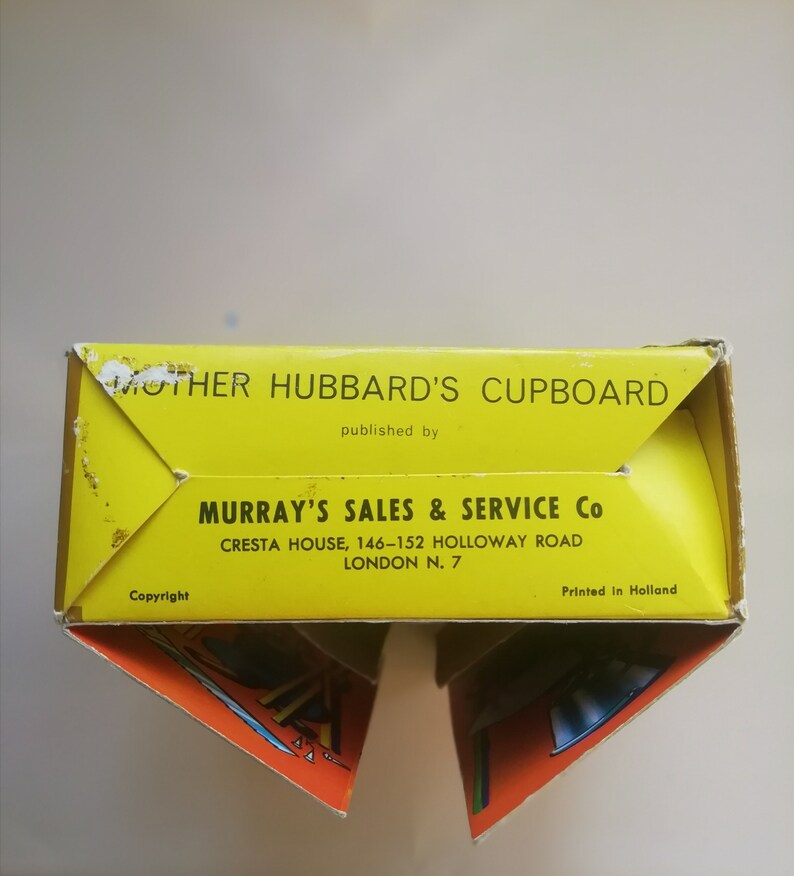 MOTHER HUBBARD'S CUPBOARD
published by
MURRAY'S SALES & SERVICE Co
CRESTA HOUSE, 146–152 HOLLOWAY ROAD
LONDON N. 7
Copyright
Printed in Holland